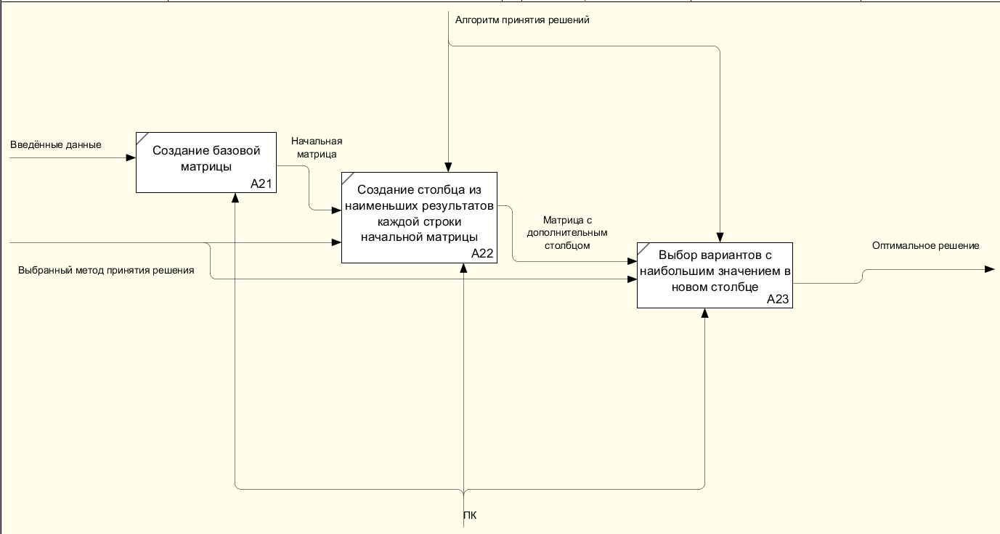 Алгоритм принятия решений
Введённые данные
Создание базовой
матрицы
A21
Начальная
матрица
Создание столбца из
наименьших результатов
каждой строки
начальной матрицы
A22
Матрица с
дополнительным
столбцом
Выбранный метод принятия решения
Выбор вариантов с
наибольшим значением в
новом столбце
A23
Оптимальное решение
ПК